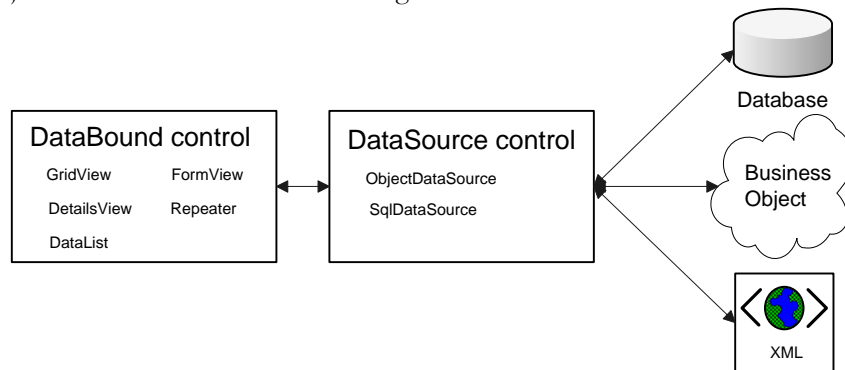 DataBound control
GridView
FormView
DetailsView
Repeater
DataList
DataSource control
ObjectDataSource
SqlDataSource
Database
Business
Object
XML